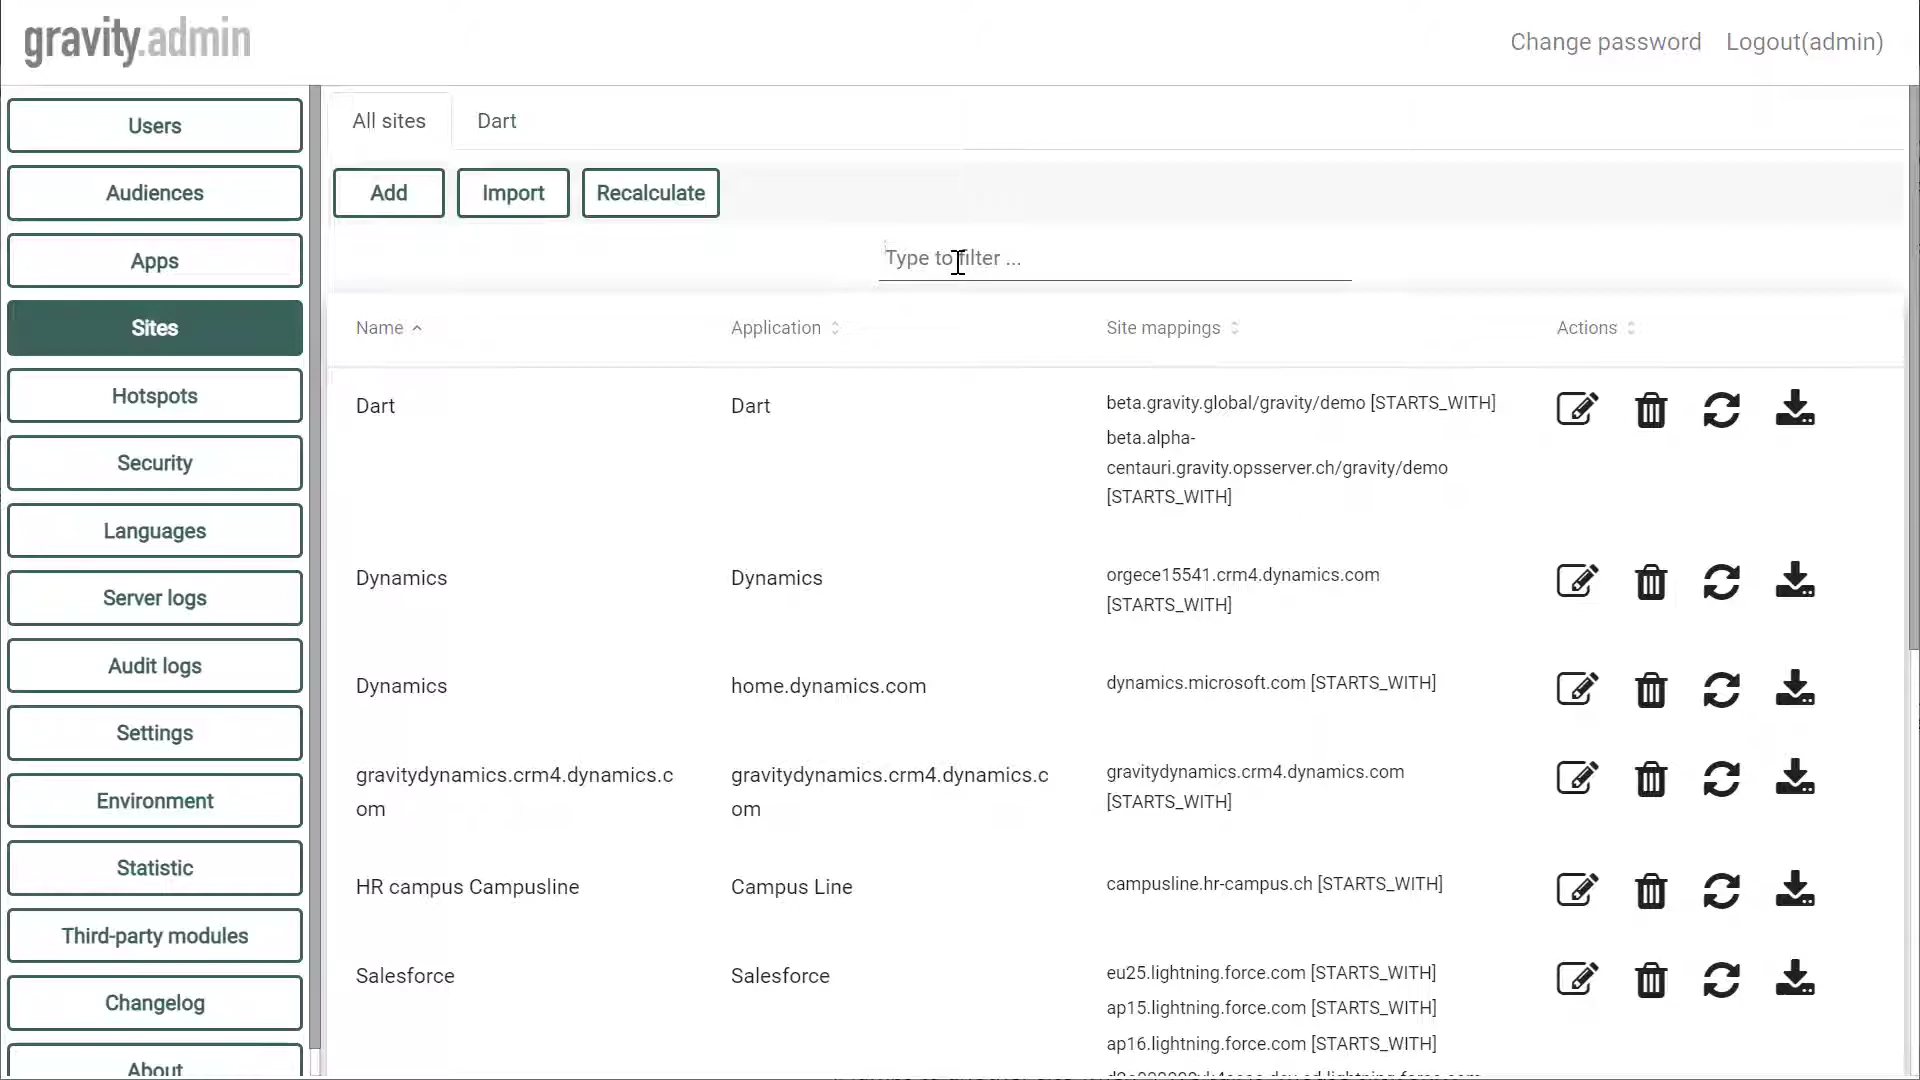 gravity.admin
Change password
Logout(admin)
Users
Audiences
Apps
Sites
Hotspots
Security
Languages
Server logs
Audit logs
Settings
Environment
Statistic
Third-party modules
Changelog
About
All sites
Dart
Add
Import
Recalculate
Type to filter ...
Name
Application
Site mappings
Actions
Dart
Dart
beta.gravity.global/gravity/demo [STARTS_WITH]
beta.alpha-
centauri.gravity.opsserver.ch/gravity/demo
[STARTS_WITH]
Dynamics
Dynamics
orgece15541.crm4.dynamics.com
[STARTS_WITH]
Dynamics
home.dynamics.com
dynamics.microsoft.com [STARTS_WITH]
gravitydynamics.crm4.dynamics.c
om
gravitydynamics.crm4.dynamics.c
om
gravitydynamics.crm4.dynamics.com
[STARTS_WITH]
HR campus Campusline
Campus Line
campusline.hr-campus.ch [STARTS_WITH]
Salesforce
Salesforce
eu25.lightning.force.com [STARTS_WITH]
ap15.lightning.force.com [STARTS_WITH]
ap16.lightning.force.com [STARTS_WITH]